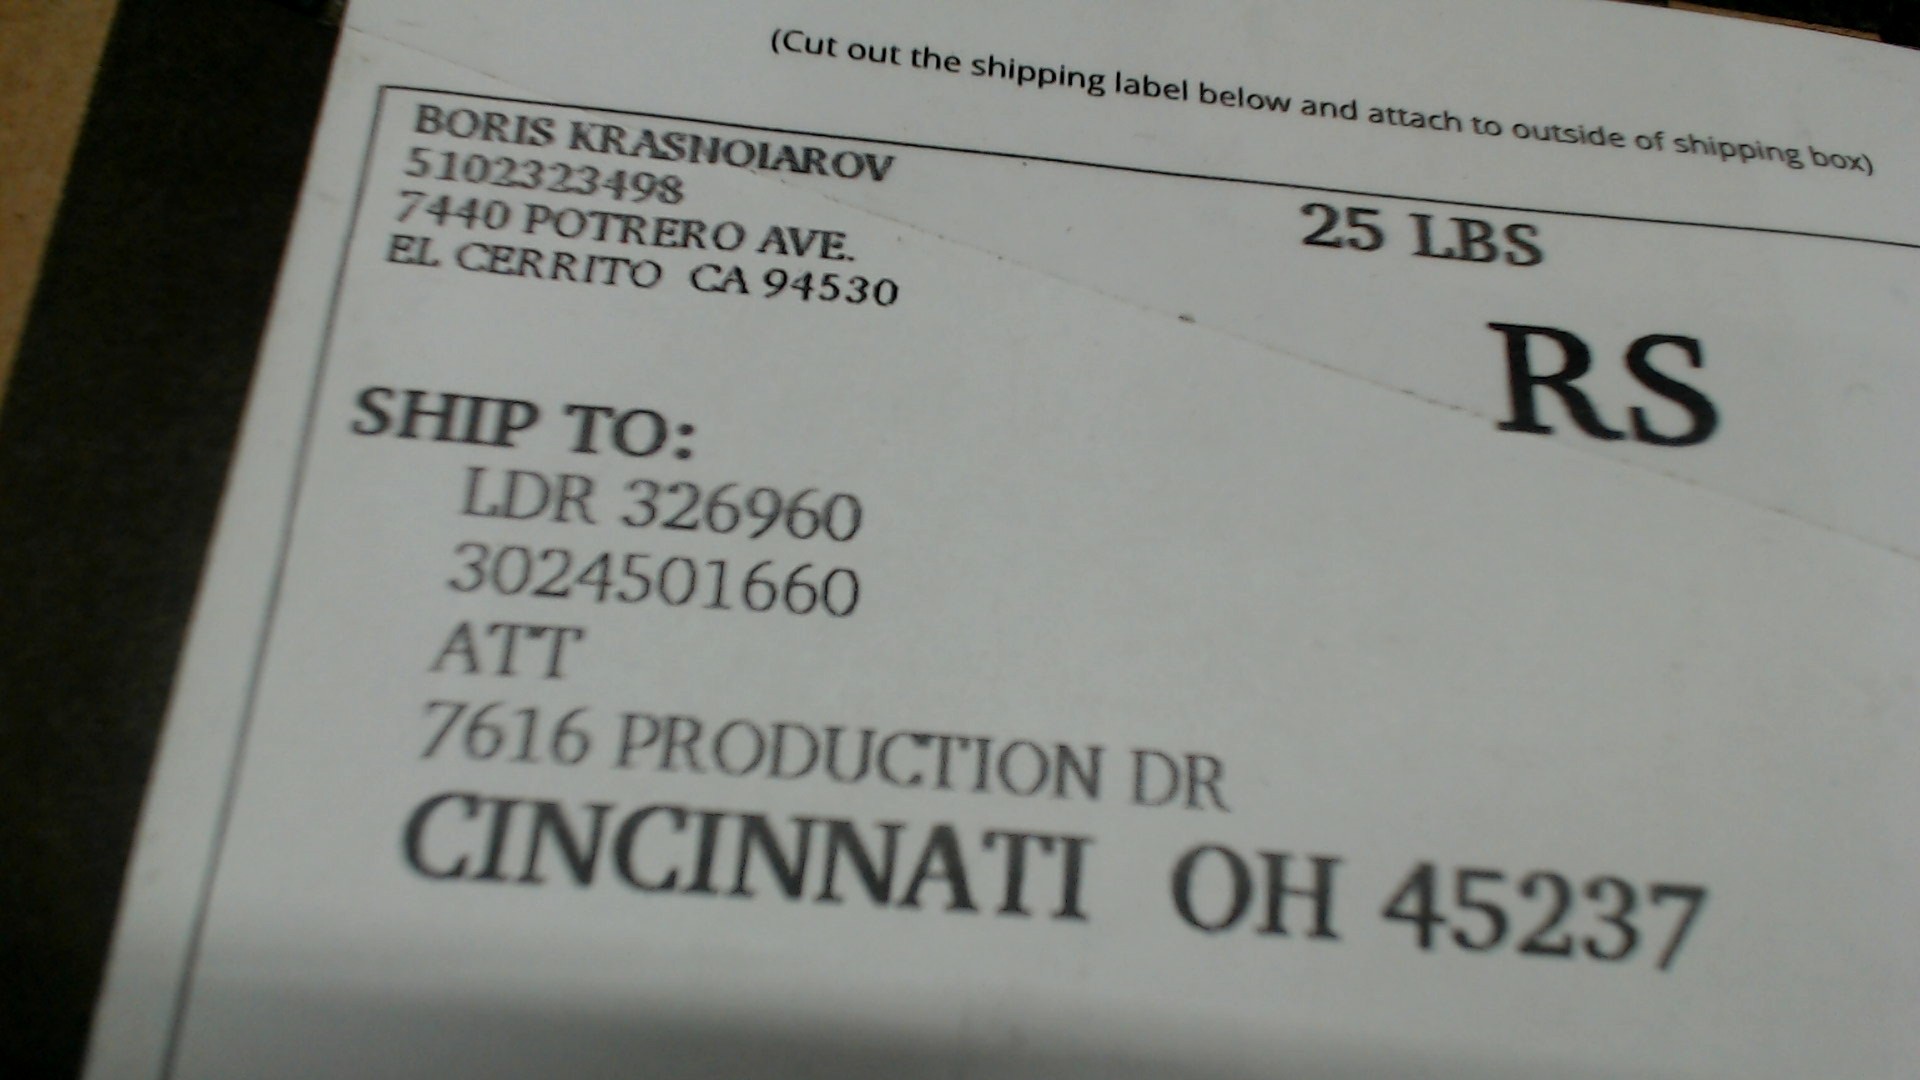 (Cut out the shipping label below and attach to outside of shipping box)
BORIS KRASNOIAROV
5102323498
7440 POTRERO AVE.
EL CERRITO CA 94530
25 LBS
RS
SHIP TO:
LDR 326960
3024501660
ATT
7616 PRODUCTION DR
CINCINNATI OH 45237